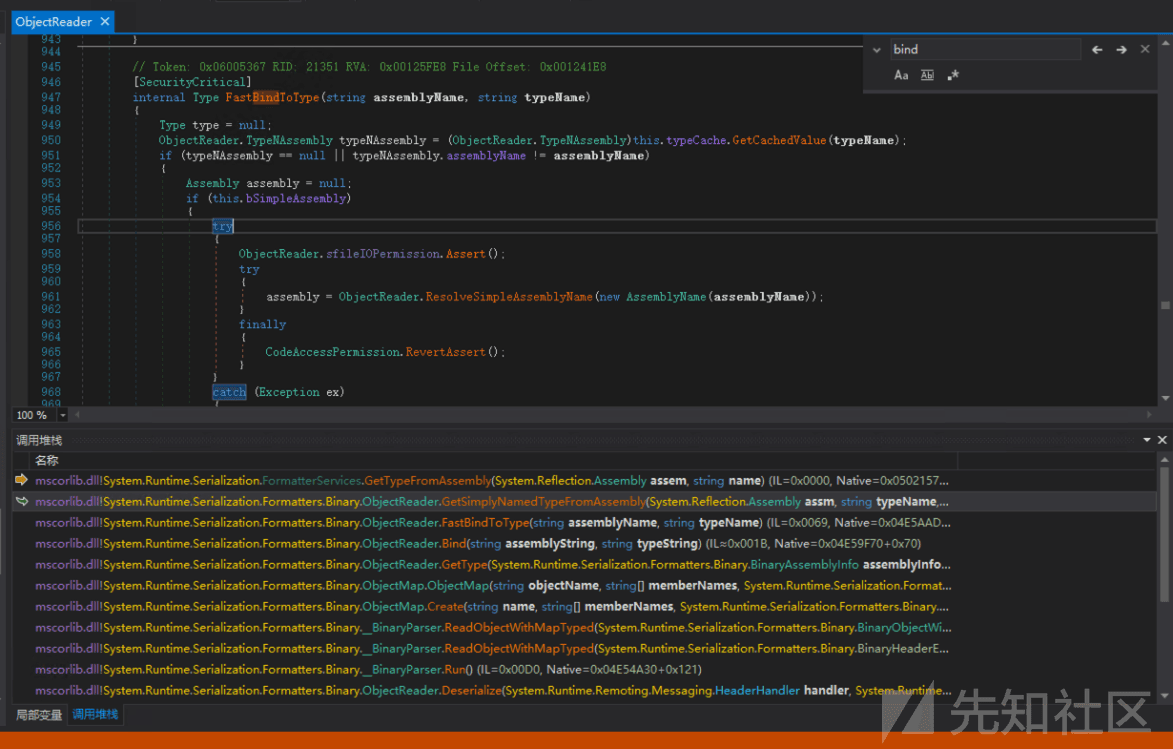 ObjectReader ×
943 }
944
945 // Token: 0x06005367 RID: 21351 RVA: 0x00125FE8 File Offset: 0x001241E8
946 [SecurityCritical]
947 internal Type FastBindToType(string assemblyName, string typeName)
948 {
949 Type type = null;
950 ObjectReader.TypeNAssembly typeNAssembly = (ObjectReader.TypeNAssembly)this.typeCache.GetCachedValue(typeName);
951 if (typeNAssembly == null || typeNAssembly.assemblyName != assemblyName)
952 {
953 Assembly assembly = null;
954 if (this.bSimpleAssembly)
955 {
956 try
957 {
958 ObjectReader.sfileIOPermission.Assert();
959 try
960 {
961 assembly = ObjectReader.ResolveSimpleAssemblyName(new AssemblyName(assemblyName));
962 }
963 finally
964 {
965 CodeAccessPermission.RevertAssert();
966 }
967 }
968 catch (Exception ex)
969 {
bind
Aa Ab .*
100 %
调用堆栈
名称
mscorlib.dll!System.Runtime.Serialization.FormatterServices.GetTypeFromAssembly(System.Reflection.Assembly assem, string name) (IL=0x0000, Native=0x0502157...
mscorlib.dll!System.Runtime.Serialization.Formatters.Binary.ObjectReader.GetSimplyNamedTypeFromAssembly(System.Reflection.Assembly assm, string typeName,...
mscorlib.dll!System.Runtime.Serialization.Formatters.Binary.ObjectReader.FastBindToType(string assemblyName, string typeName) (IL=0x0069, Native=0x04E5AAD...
mscorlib.dll!System.Runtime.Serialization.Formatters.Binary.ObjectReader.Bind(string assemblyString, string typeString) (IL≈0x001B, Native=0x04E59F70+0x70)
mscorlib.dll!System.Runtime.Serialization.Formatters.Binary.ObjectReader.GetType(System.Runtime.Serialization.Formatters.Binary.BinaryAssemblyInfo assemblyInfo...
mscorlib.dll!System.Runtime.Serialization.Formatters.Binary.ObjectMap.ObjectMap(string objectName, string[] memberNames, System.Runtime.Serialization.Format...
mscorlib.dll!System.Runtime.Serialization.Formatters.Binary.ObjectMap.Create(string name, string[] memberNames, System.Runtime.Serialization.Formatters.Binary....
mscorlib.dll!System.Runtime.Serialization.Formatters.Binary.__BinaryParser.ReadObjectWithMapTyped(System.Runtime.Serialization.Formatters.Binary.BinaryObjectWi...
mscorlib.dll!System.Runtime.Serialization.Formatters.Binary.__BinaryParser.ReadObjectWithMapTyped(System.Runtime.Serialization.Formatters.Binary.BinaryHeaderE...
mscorlib.dll!System.Runtime.Serialization.Formatters.Binary.__BinaryParser.Run() (IL=0x00D0, Native=0x04E54A30+0x121)
mscorlib.dll!System.Runtime.Serialization.Formatters.Binary.ObjectReader.Deserialize(System.Runtime.Remoting.Messaging.HeaderHandler handler, System.Runtime...
局部变量 调用堆栈
先知社区